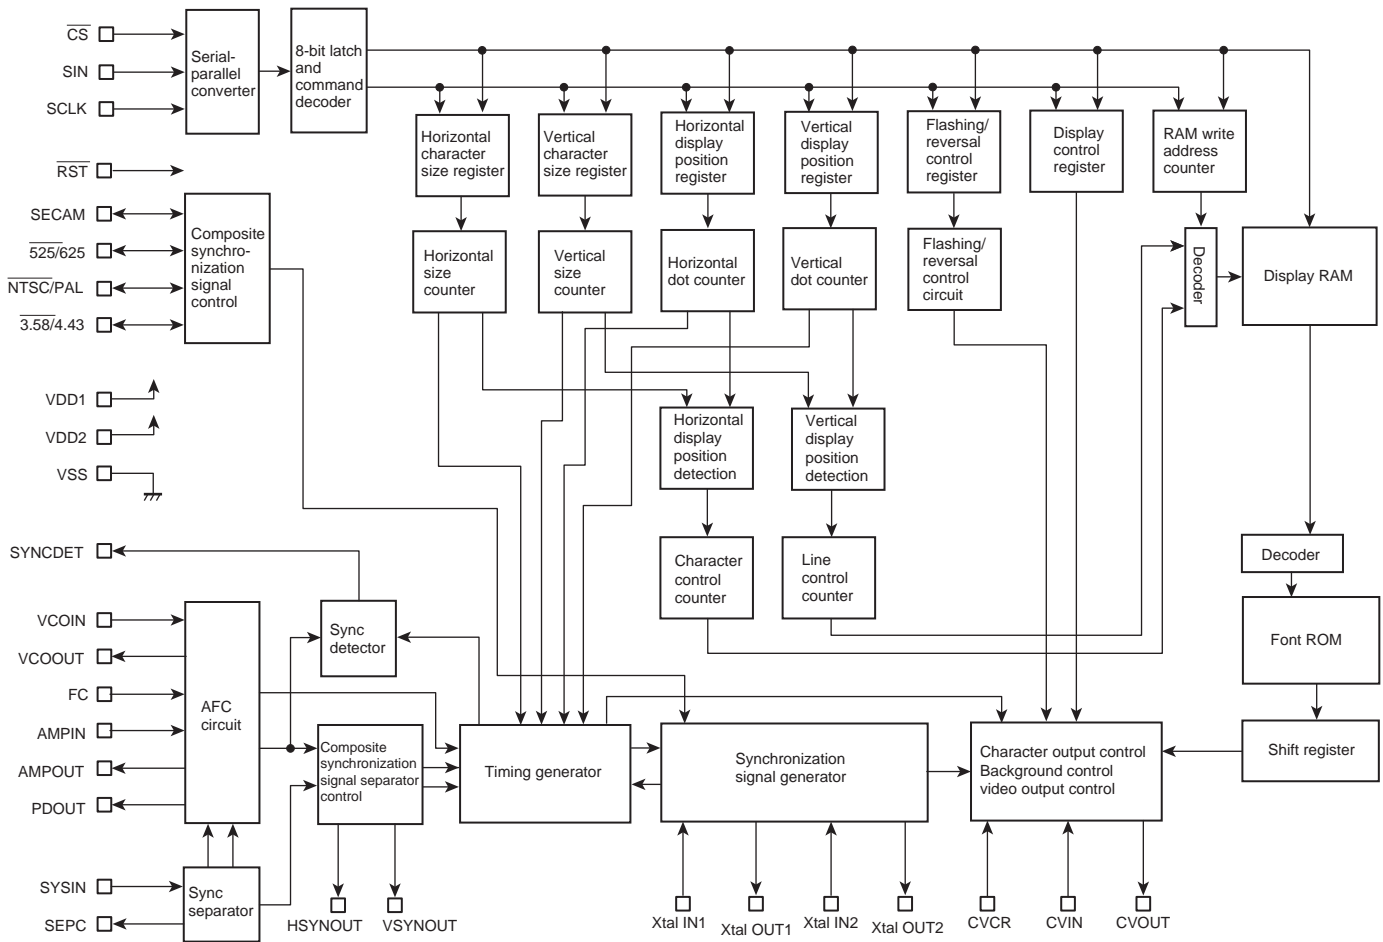 CS
SIN
SCLK
Serial-
parallel
converter
8-bit latch
and
command
decoder
Horizontal
character
size register
Vertical
character
size register
Horizontal
display
position
register
Vertical
display
position
register
Flashing/
reversal
control
register
Display
control
register
RAM write
address
counter
RST
SECAM
525/625
NTSC/PAL
3.58/4.43
Composite
synchro-
nization
signal
control
Horizontal
size
counter
Vertical
size
counter
Horizontal
dot counter
Vertical
dot counter
Flashing/
reversal
control
circuit
Decoder
Display RAM
VDD1
VDD2
VSS
Horizontal
display
position
detection
Vertical
display
position
detection
SYNCDET
Character
control
counter
Line
control
counter
Decoder
VCOIN
VCOOUT
FC
AMPIN
AMPOUT
PDOUT
AFC
circuit
Sync
detector
Font ROM
Composite
synchronization
signal separator
control
Timing generator
Synchronization
signal generator
Character output control
Background control
video output control
Shift register
SYSIN
SEPC
Sync
separator
HSYNOUT
VSYNOUT
Xtal IN1
Xtal OUT1
Xtal IN2
Xtal OUT2
CVCR
CVIN
CVOUT